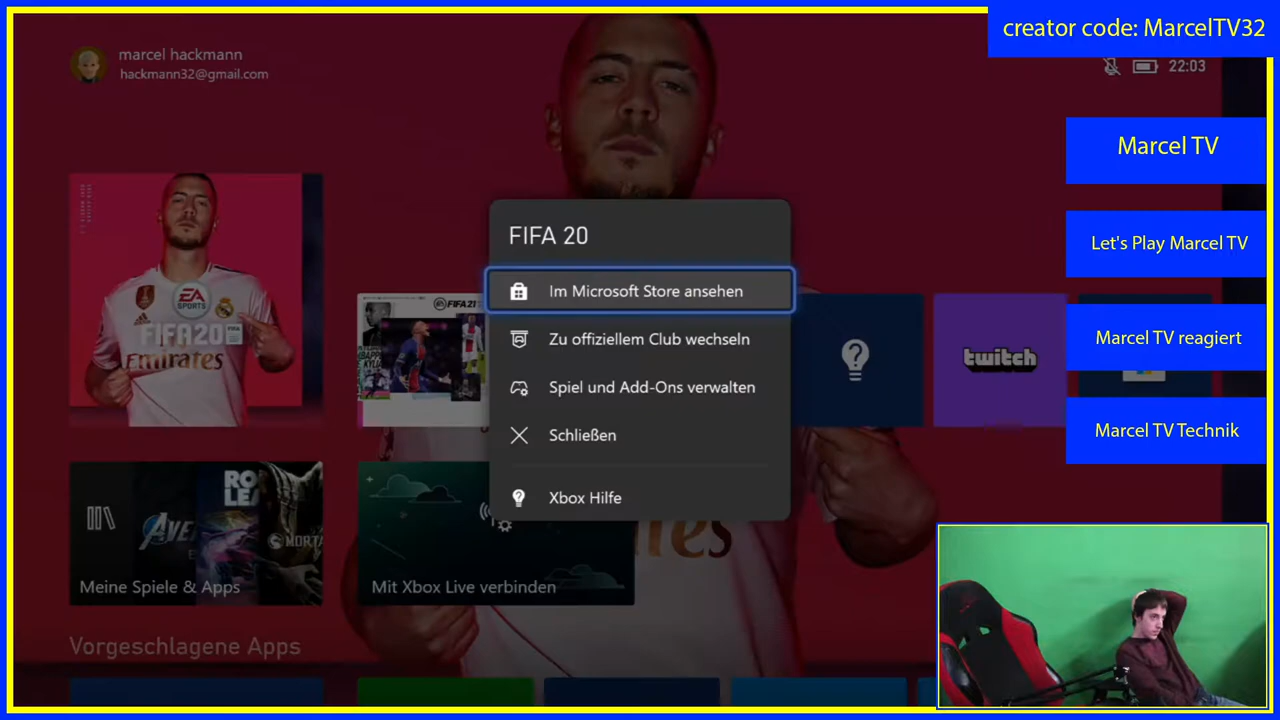 creator code: MarcelTV32
marcel hackmann
hackmann32@gmail.com
22:03
Marcel TV
Let's Play Marcel TV
Marcel TV reagiert
Marcel TV Technik
FIFA 20
Im Microsoft Store ansehen
Zu offiziellem Club wechseln
Spiel und Add-Ons verwalten
Schließen
Xbox Hilfe
EA
SPORTS
FIFA20
Emirates
FIFA 21
twitch
Meine Spiele & Apps
Mit Xbox Live verbinden
Vorgeschlagene Apps